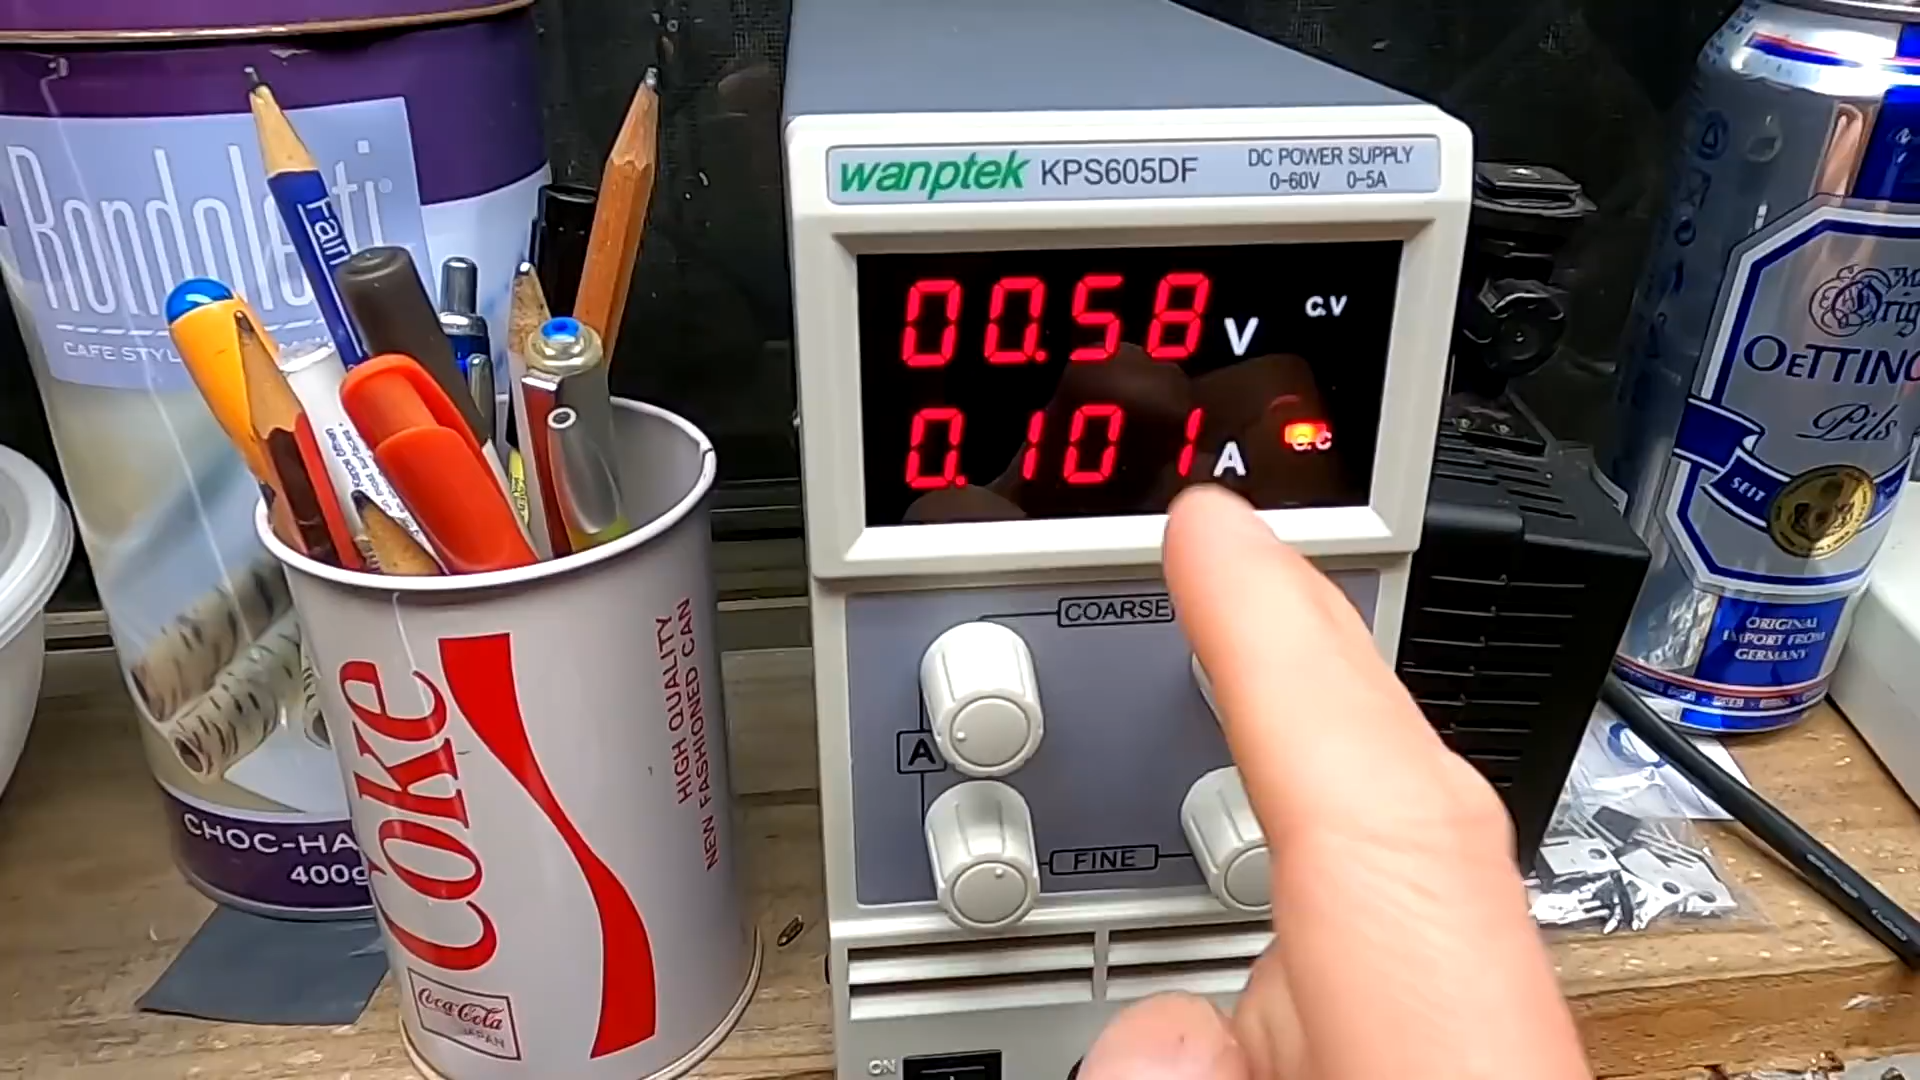 Rondoletti
CAFE STYL
CHOC-HA
400g
Fairl
Coke
HIGH QUALITY
NEW FASHIONED CAN
Coca-Cola
JAPAN
wanptek KPS605DF
DC POWER SUPPLY
0-60V 0-5A
00.58 V
C.V
0.101 A
C.C
COARSE
A
FINE
ON
Original
OETTING
Pils
SEIT
ORIGINAL
IMPORT FROM
GERMANY